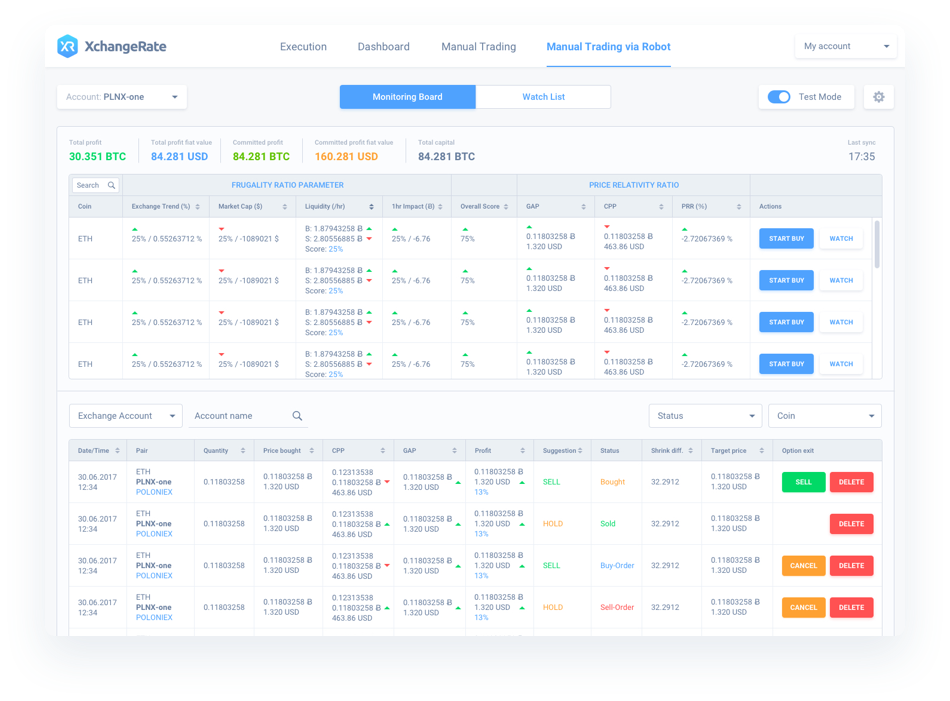 XR XchangeRate
Execution
Dashboard
Manual Trading
Manual Trading via Robot
My account
Account: PLNX-one
Monitoring Board
Watch List
Test Mode
Total profit
30.351 BTC
Total profit fiat value
84.281 USD
Committed profit
84.281 BTC
Committed profit fiat value
160.281 USD
Total capital
84.281 BTC
Last sync
17:35
Search
FRUGALITY RATIO PARAMETER
PRICE RELATIVITY RATIO
Coin
Exchange Trend (%)
Market Cap ($)
Liquidity (/hr)
1hr Impact (Ƀ)
Overall Score
GAP
CPP
PRR (%)
Actions
ETH
25% / 0.55263712 %
25% / -1089021 $
B: 1.87943258 Ƀ
S: 2.80556885 Ƀ
Score: 25%
25% / -6.76
75%
0.11803258 Ƀ
1.320 USD
0.11803258 Ƀ
463.86 USD
-2.72067369 %
START BUY
WATCH
ETH
25% / 0.55263712 %
25% / -1089021 $
B: 1.87943258 Ƀ
S: 2.80556885 Ƀ
Score: 25%
25% / -6.76
75%
0.11803258 Ƀ
1.320 USD
0.11803258 Ƀ
463.86 USD
-2.72067369 %
START BUY
WATCH
ETH
25% / 0.55263712 %
25% / -1089021 $
B: 1.87943258 Ƀ
S: 2.80556885 Ƀ
Score: 25%
25% / -6.76
75%
0.11803258 Ƀ
1.320 USD
0.11803258 Ƀ
463.86 USD
-2.72067369 %
START BUY
WATCH
ETH
25% / 0.55263712 %
25% / -1089021 $
B: 1.87943258 Ƀ
S: 2.80556885 Ƀ
Score: 25%
25% / -6.76
75%
0.11803258 Ƀ
1.320 USD
0.11803258 Ƀ
463.86 USD
-2.72067369 %
START BUY
WATCH
Exchange Account
Account name
Status
Coin
Date/Time
Pair
Quantity
Price bought
CPP
GAP
Profit
Suggestion
Status
Shrink diff.
Target price
Option exit
30.06.2017
12:34
ETH
PLNX-one
POLONIEX
0.11803258
0.11803258 Ƀ
1.320 USD
0.12313538
0.11803258 Ƀ
463.86 USD
0.11803258 Ƀ
1.320 USD
0.11803258 Ƀ
1.320 USD
13%
SELL
Bought
32.2912
0.11803258 Ƀ
1.320 USD
SELL
DELETE
30.06.2017
12:34
ETH
PLNX-one
POLONIEX
0.11803258
0.11803258 Ƀ
1.320 USD
0.12313538
0.11803258 Ƀ
463.86 USD
0.11803258 Ƀ
1.320 USD
0.11803258 Ƀ
1.320 USD
13%
HOLD
Sold
32.2912
0.11803258 Ƀ
1.320 USD
DELETE
30.06.2017
12:34
ETH
PLNX-one
POLONIEX
0.11803258
0.11803258 Ƀ
1.320 USD
0.12313538
0.11803258 Ƀ
463.86 USD
0.11803258 Ƀ
1.320 USD
0.11803258 Ƀ
1.320 USD
13%
SELL
Buy-Order
32.2912
0.11803258 Ƀ
1.320 USD
CANCEL
DELETE
30.06.2017
12:34
ETH
PLNX-one
POLONIEX
0.11803258
0.11803258 Ƀ
1.320 USD
0.12313538
0.11803258 Ƀ
463.86 USD
0.11803258 Ƀ
1.320 USD
0.11803258 Ƀ
1.320 USD
13%
HOLD
Sell-Order
32.2912
0.11803258 Ƀ
1.320 USD
CANCEL
DELETE